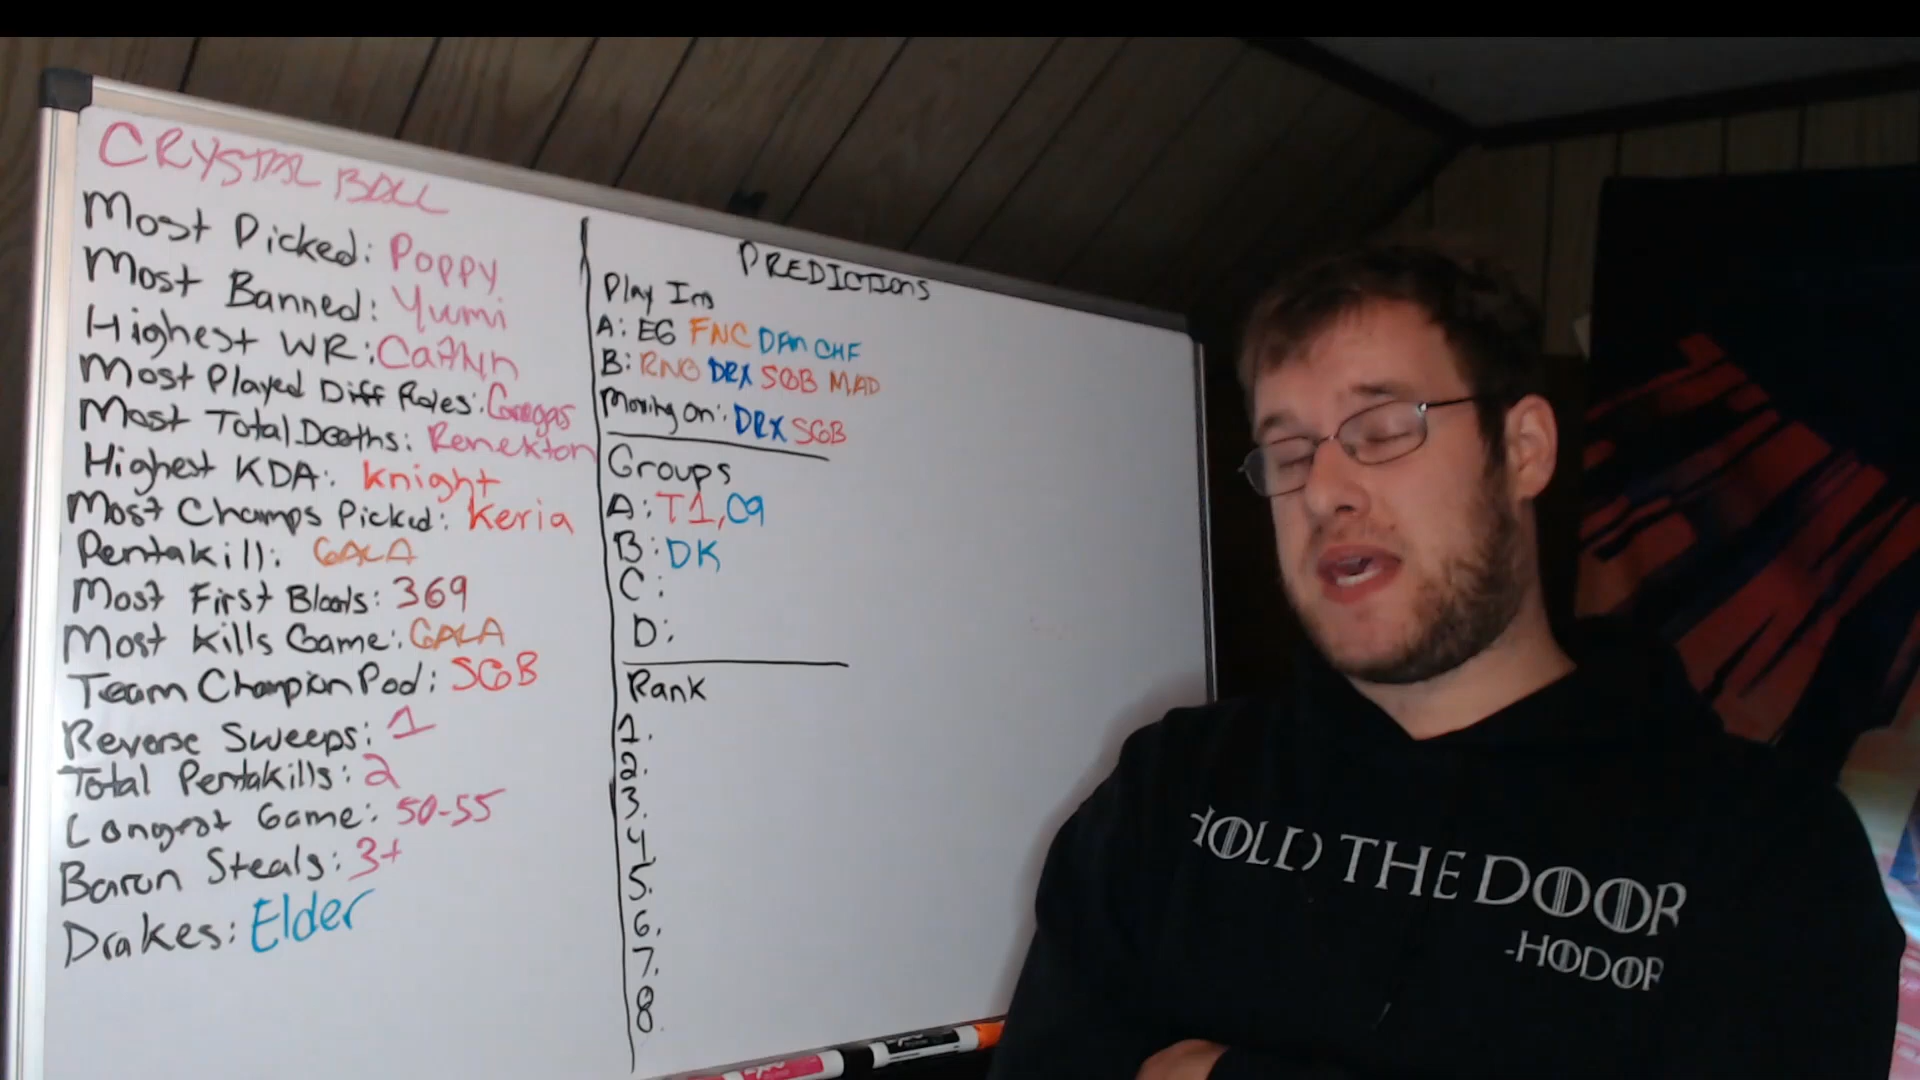 CRYSTAL BALL
Most Picked: Poppy
Most Banned: Yumi
Highest WR: Caitlyn
Most Played Diff Roles: Gragas
Most Total Deaths: Renekton
Highest KDA: knight
Most Champs Picked: Keria
Pentakill: GALA
Most First Bloods: 369
Most Kills Game: GALA
Team Champion Pool: SGB
Reverse Sweeps: 1
Total Pentakills: 2
Longest Game: 50-55
Baron Steals: 3+
Drakes: Elder
PREDICTIONS
Play Ins
A: EG FNC DFM CHF
B: RNG DRX SGB MAD
Moving on: DRX SGB
Groups
A: T1, C9
B: DK
C:
D:
Rank
1.
2.
3.
4.
5.
6.
7.
8.
HOLD THE DOOR
-HODOR